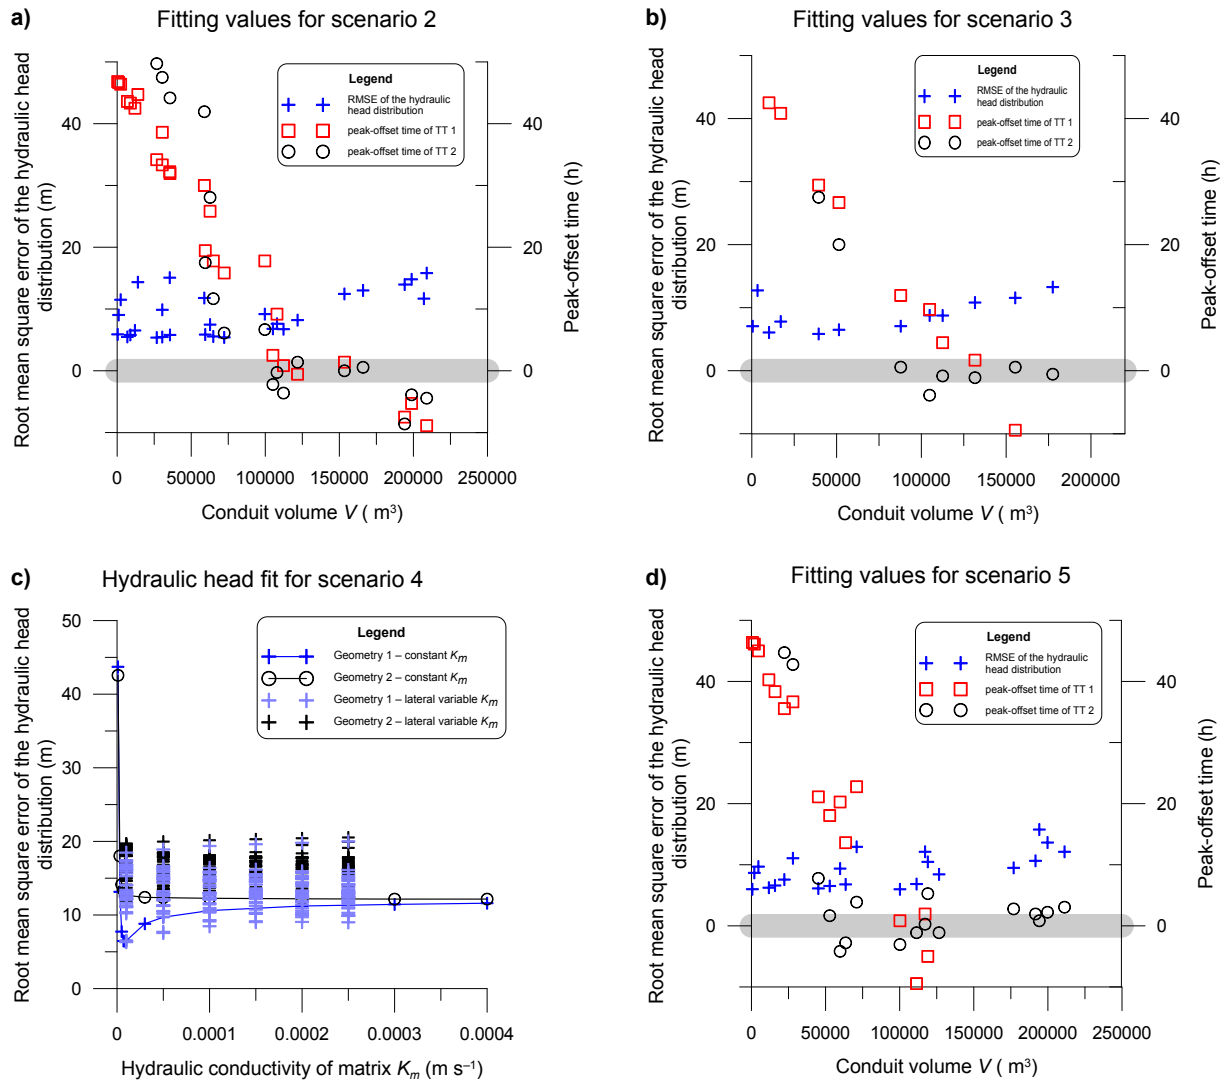 a)
Fitting values for scenario 2
Root mean square error of the hydraulic head
distribution (m)
Peak-offset time (h)
Legend
RMSE of the hydraulic
head distribution
peak-offset time of TT 1
peak-offset time of TT 2
40
20
0
40
20
0
0
50000
100000
150000
200000
250000
Conduit volume V ( m³)
b)
Fitting values for scenario 3
Root mean square error of the hydraulic head
distribution (m)
Peak-offset time (h)
Legend
RMSE of the hydraulic
head distribution
peak-offset time of TT 1
peak-offset time of TT 2
40
20
0
40
20
0
0
50000
100000
150000
200000
Conduit volume V ( m³)
c)
Hydraulic head fit for scenario 4
Root mean square error of the hydraulic head
distribution (m)
Legend
Geometry 1 – constant Km
Geometry 2 – constant Km
Geometry 1 – lateral variable Km
Geometry 2 – lateral variable Km
50
40
30
20
10
0
0
0.0001
0.0002
0.0003
0.0004
Hydraulic conductivity of matrix Km (m s⁻¹)
d)
Fitting values for scenario 5
Root mean square error of the hydraulic head
distribution (m)
Peak-offset time (h)
Legend
RMSE of the hydraulic
head distribution
peak-offset time of TT 1
peak-offset time of TT 2
40
20
0
40
20
0
0
50000
100000
150000
200000
250000
Conduit volume V ( m³)